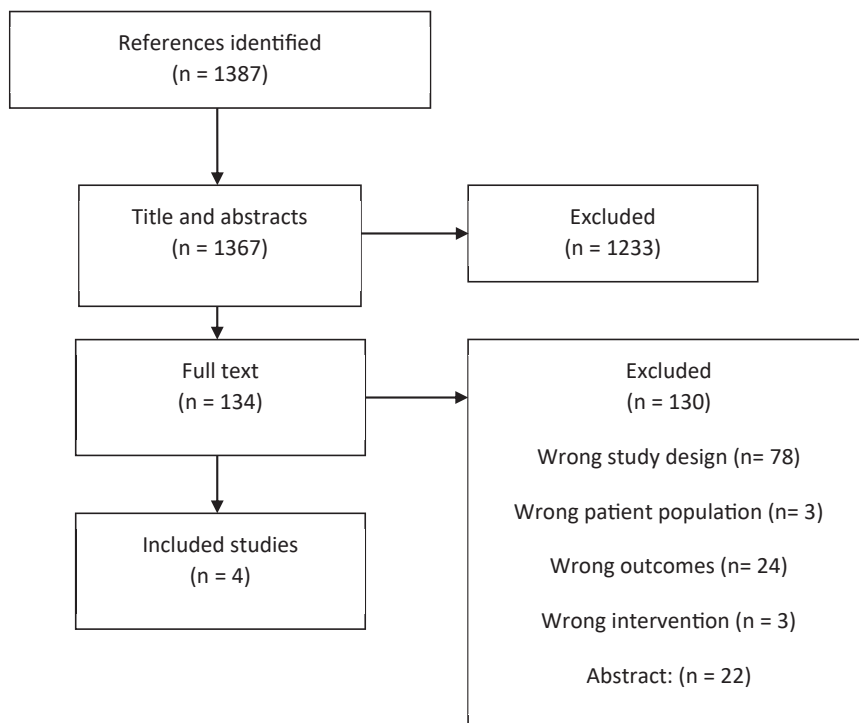 References identified
(n = 1387)
Title and abstracts
(n = 1367)
Excluded
(n = 1233)
Full text
(n = 134)
Excluded
(n = 130)
Wrong study design (n= 78)
Wrong patient population (n= 3)
Wrong outcomes (n= 24)
Wrong intervention (n = 3)
Abstract: (n = 22)
Included studies
(n = 4)